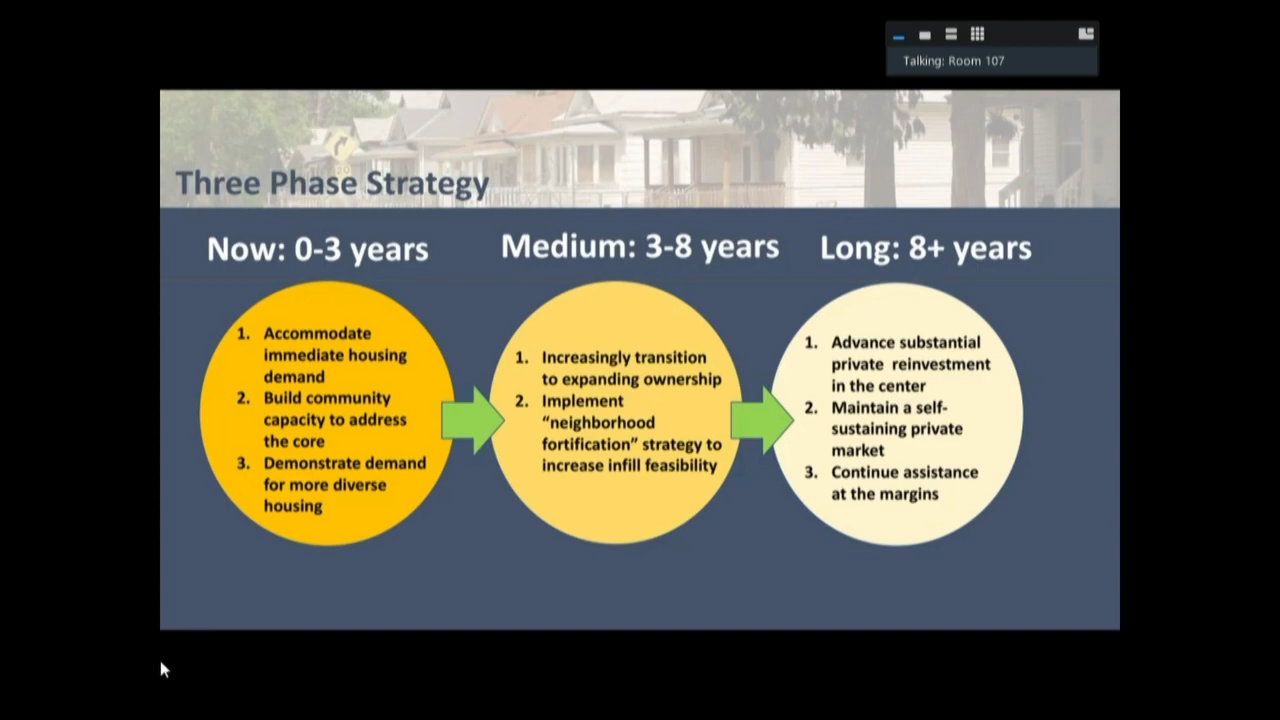 Talking: Room 107
Three Phase Strategy
Now: 0-3 years
Medium: 3-8 years
Long: 8+ years
1. Accommodate
immediate housing
demand
2. Build community
capacity to address
the core
3. Demonstrate demand
for more diverse
housing
1. Increasingly transition
to expanding ownership
2. Implement
“neighborhood
fortification” strategy to
increase infill feasibility
1. Advance substantial
private reinvestment
in the center
2. Maintain a self-
sustaining private
market
3. Continue assistance
at the margins